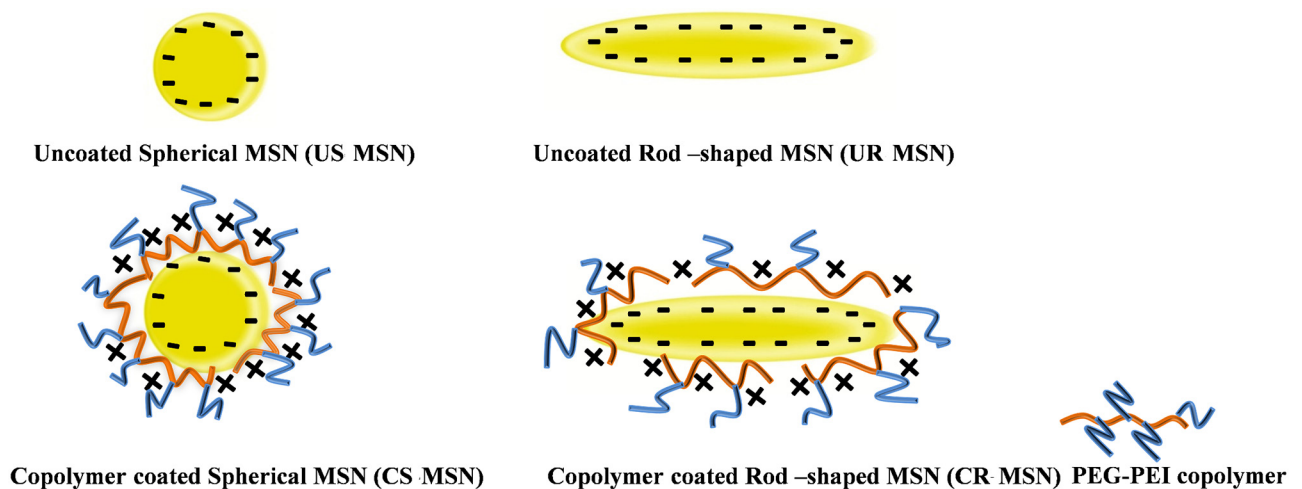 Uncoated Spherical MSN (US MSN)
Uncoated Rod –shaped MSN (UR MSN)
Copolymer coated Spherical MSN (CS MSN)
Copolymer coated Rod –shaped MSN (CR MSN)
PEG-PEI copolymer